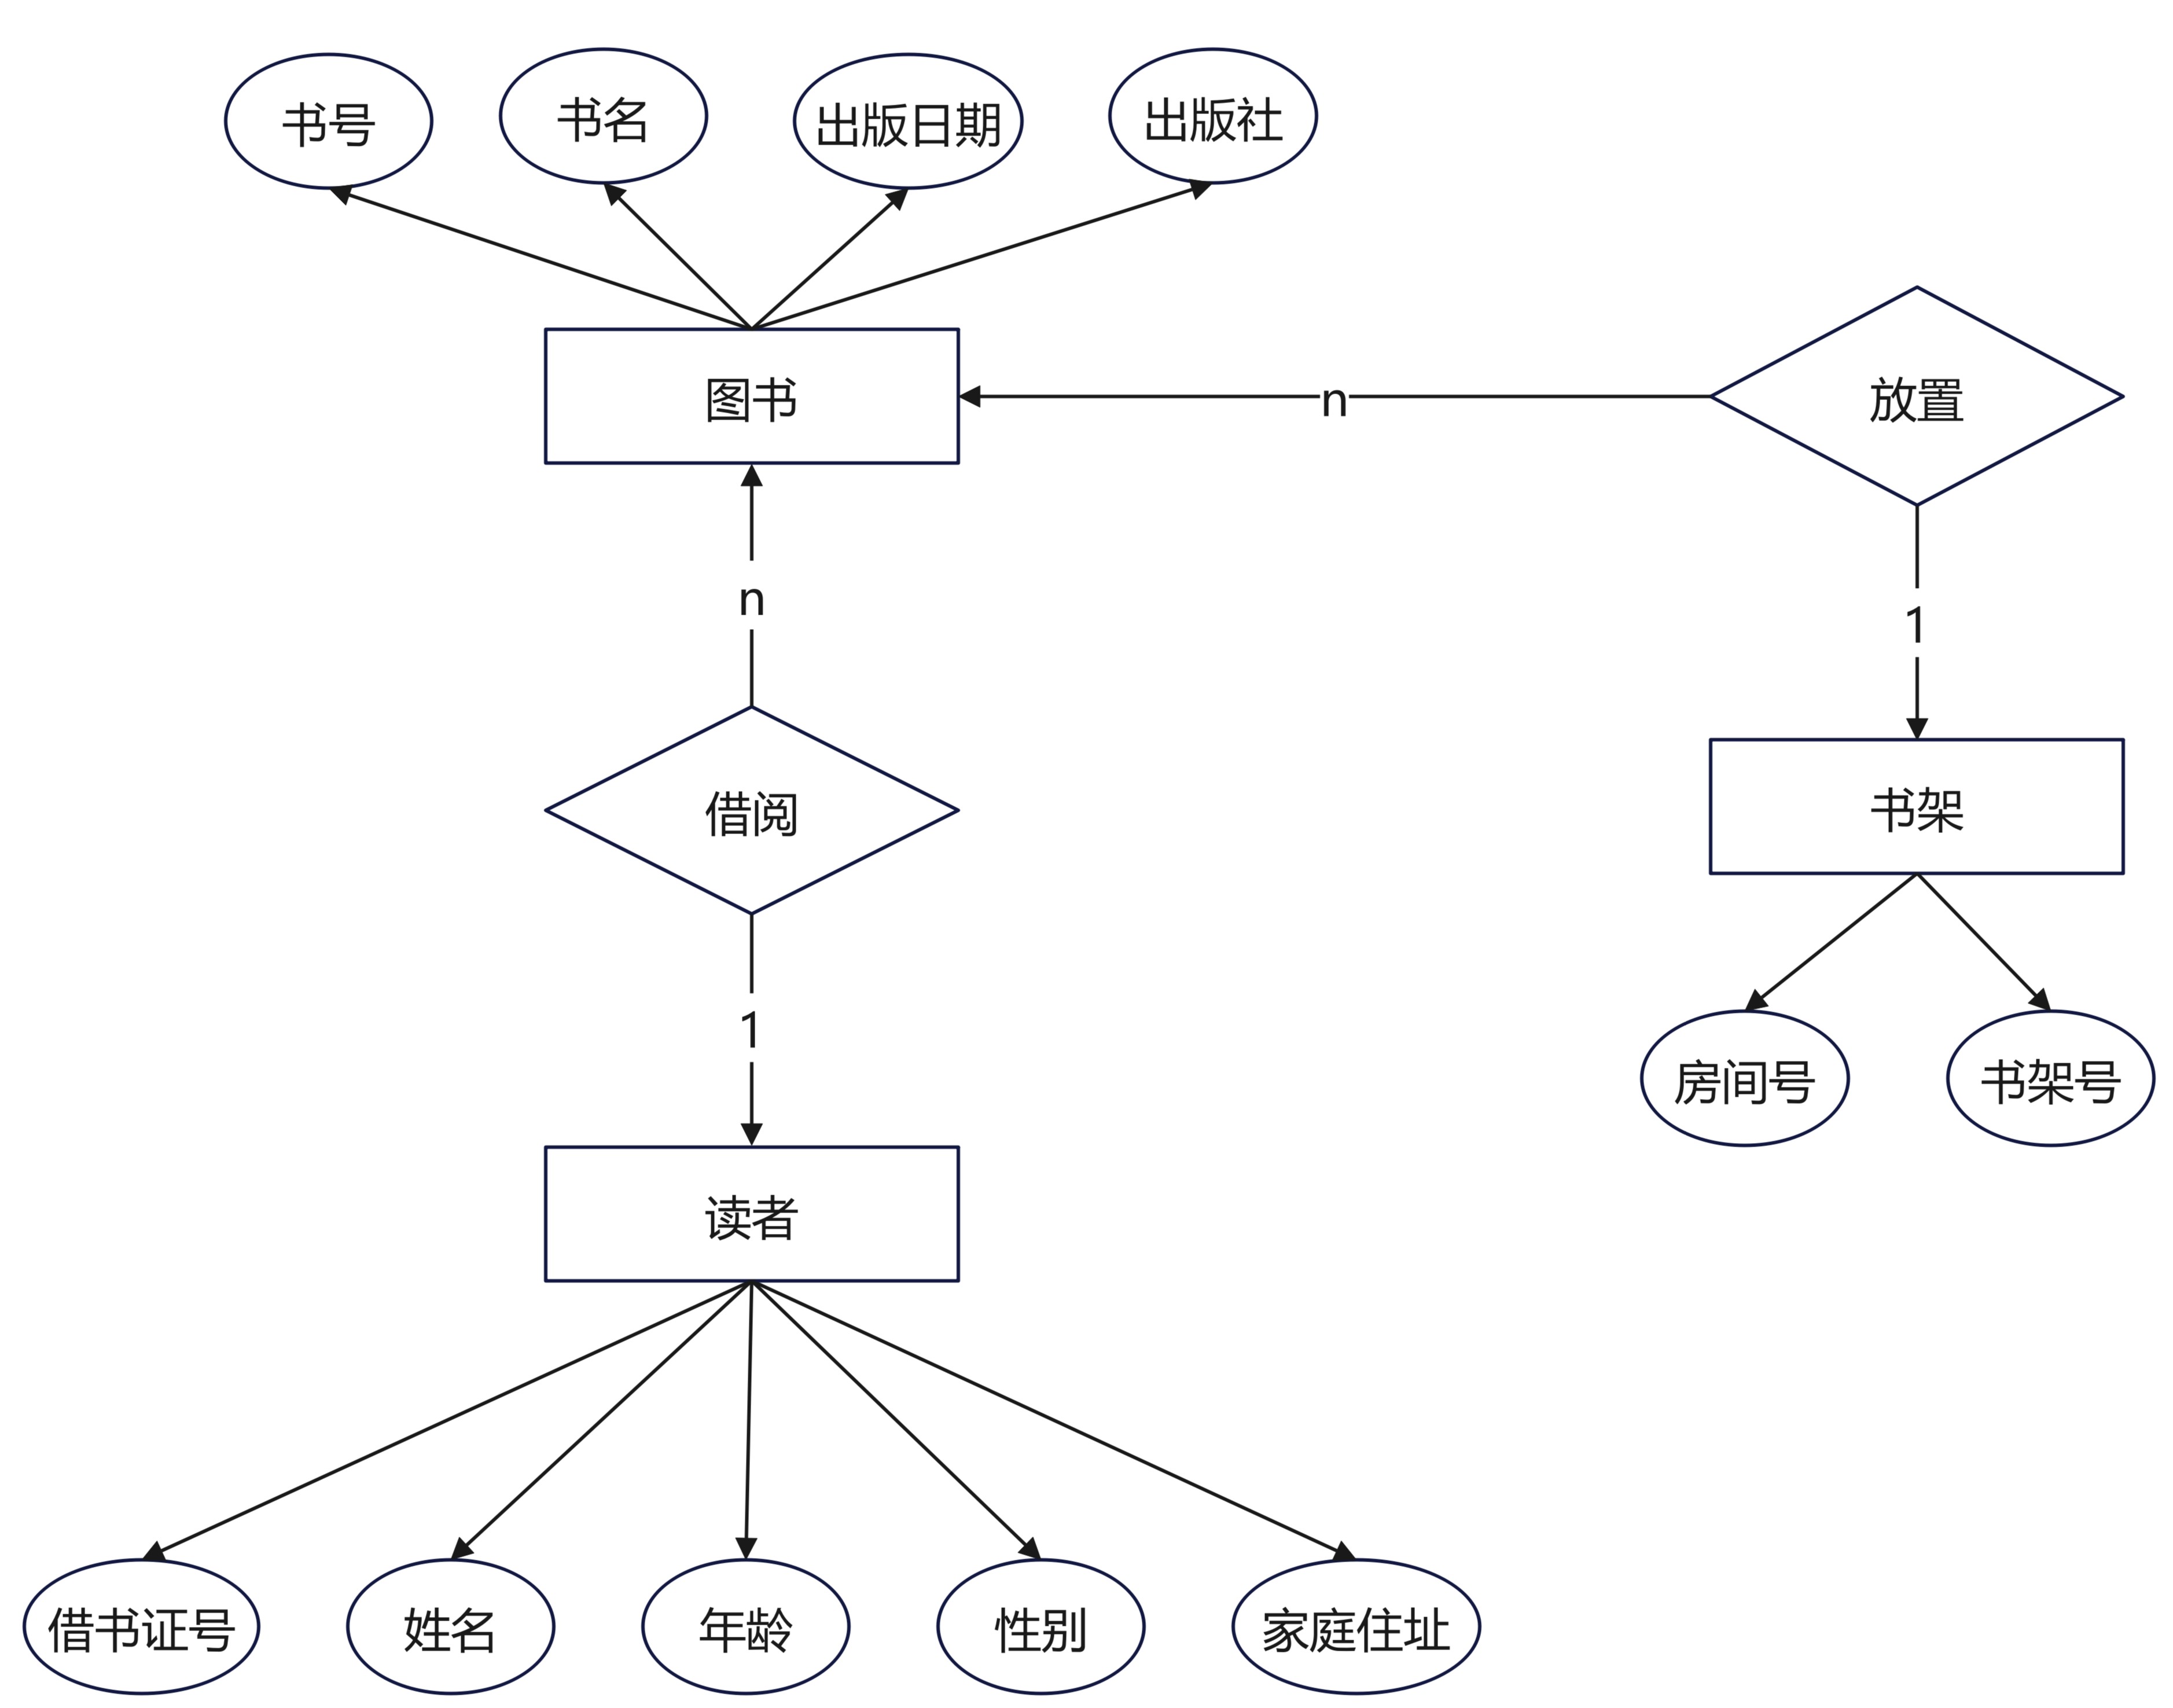 书号
书名
出版日期
出版社
图书
n
放置
n
1
借阅
书架
1
房间号
书架号
读者
借书证号
姓名
年龄
性别
家庭住址